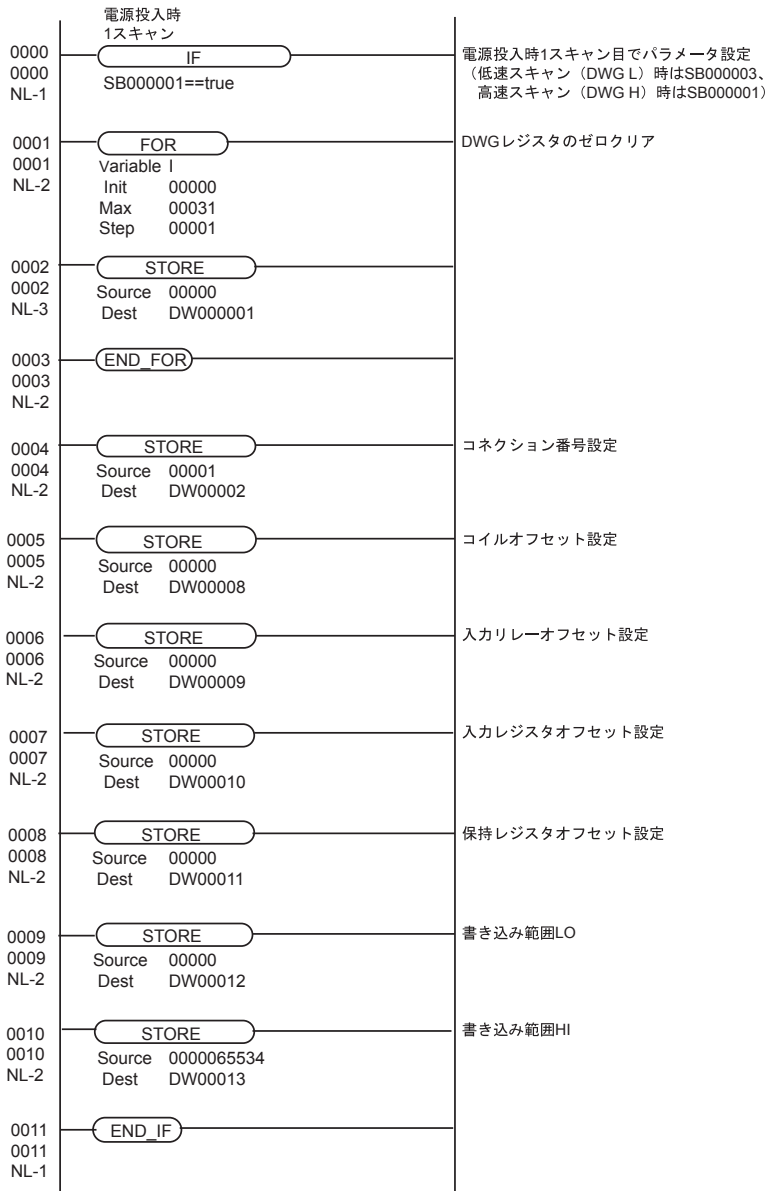 電源投入時
1スキャン
0000
0000
NL-1
IF
SB000001==true
電源投入時1スキャン目でパラメータ設定
（低速スキャン（DWG L）時はSB000003、
高速スキャン（DWG H）時はSB000001）
0001
0001
NL-2
FOR
Variable I
Init 00000
Max 00031
Step 00001
DWGレジスタのゼロクリア
0002
0002
NL-3
STORE
Source 00000
Dest DW000001
0003
0003
NL-2
END_FOR
0004
0004
NL-2
STORE
Source 00001
Dest DW00002
コネクション番号設定
0005
0005
NL-2
STORE
Source 00000
Dest DW00008
コイルオフセット設定
0006
0006
NL-2
STORE
Source 00000
Dest DW00009
入力リレーオフセット設定
0007
0007
NL-2
STORE
Source 00000
Dest DW00010
入力レジスタオフセット設定
0008
0008
NL-2
STORE
Source 00000
Dest DW00011
保持レジスタオフセット設定
0009
0009
NL-2
STORE
Source 00000
Dest DW00012
書き込み範囲LO
0010
0010
NL-2
STORE
Source 0000065534
Dest DW00013
書き込み範囲HI
0011
0011
NL-1
END_IF